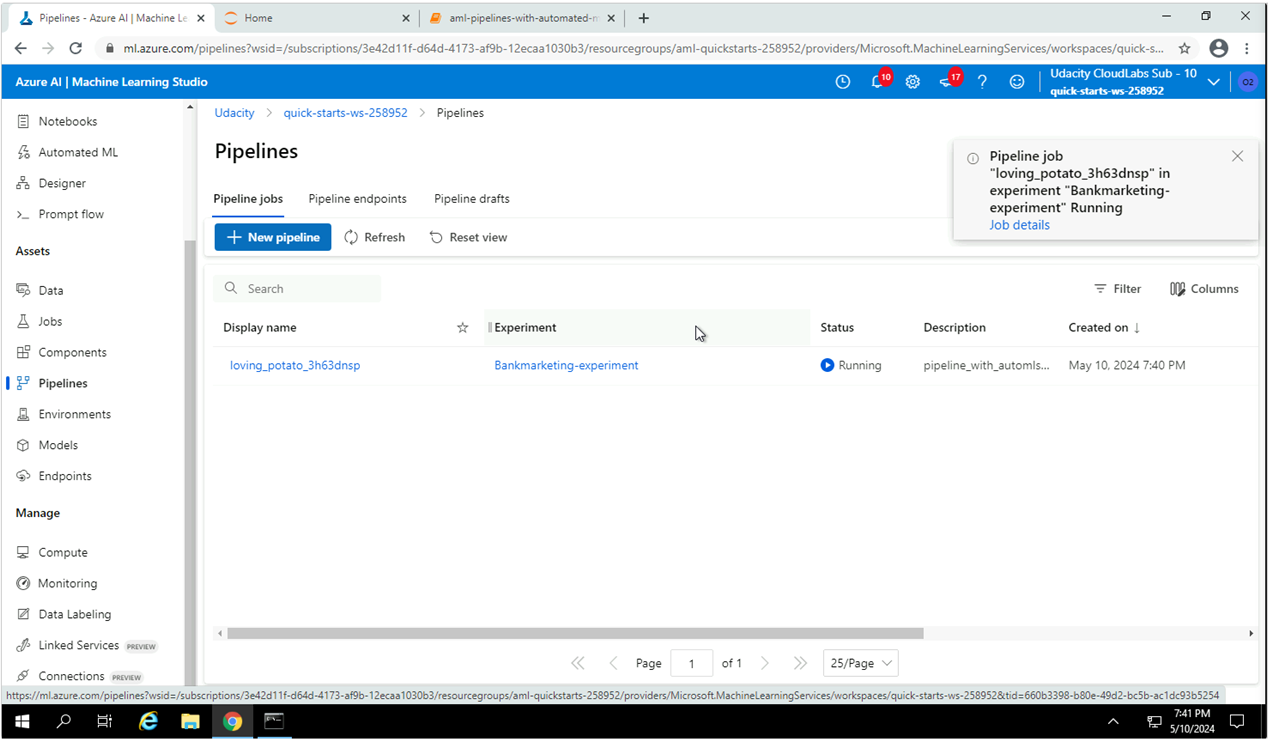 Pipelines - Azure AI | Machine Le
Home
aml-pipelines-with-automated-m
ml.azure.com/pipelines?wsid=/subscriptions/3e42d11f-d64d-4173-af9b-12ecaa1030b3/resourcegroups/aml-quickstarts-258952/providers/Microsoft.MachineLearningServices/workspaces/quick-s...
Azure AI | Machine Learning Studio
10
17
Udacity CloudLabs Sub - 10
quick-starts-ws-258952
O2
Notebooks
Automated ML
Designer
Prompt flow
Assets
Data
Jobs
Components
Pipelines
Environments
Models
Endpoints
Manage
Compute
Monitoring
Data Labeling
Linked Services PREVIEW
Connections PREVIEW
Udacity > quick-starts-ws-258952 > Pipelines
Pipelines
Pipeline job
"loving_potato_3h63dnsp" in
experiment "Bankmarketing-
experiment" Running
Job details
Pipeline jobs Pipeline endpoints Pipeline drafts
New pipeline Refresh Reset view
Search
Filter Columns
Display name Experiment Status Description Created on ↓
loving_potato_3h63dnsp Bankmarketing-experiment Running pipeline_with_automls... May 10, 2024 7:40 PM
Page 1 of 1 25/Page
https://ml.azure.com/pipelines?wsid=/subscriptions/3e42d11f-d64d-4173-af9b-12ecaa1030b3/resourcegroups/aml-quickstarts-258952/providers/Microsoft.MachineLearningServices/workspaces/quick-starts-ws-258952&tid=660b3398-b80e-49d2-bc5b-ac1dc93b5254
7:41 PM
5/10/2024